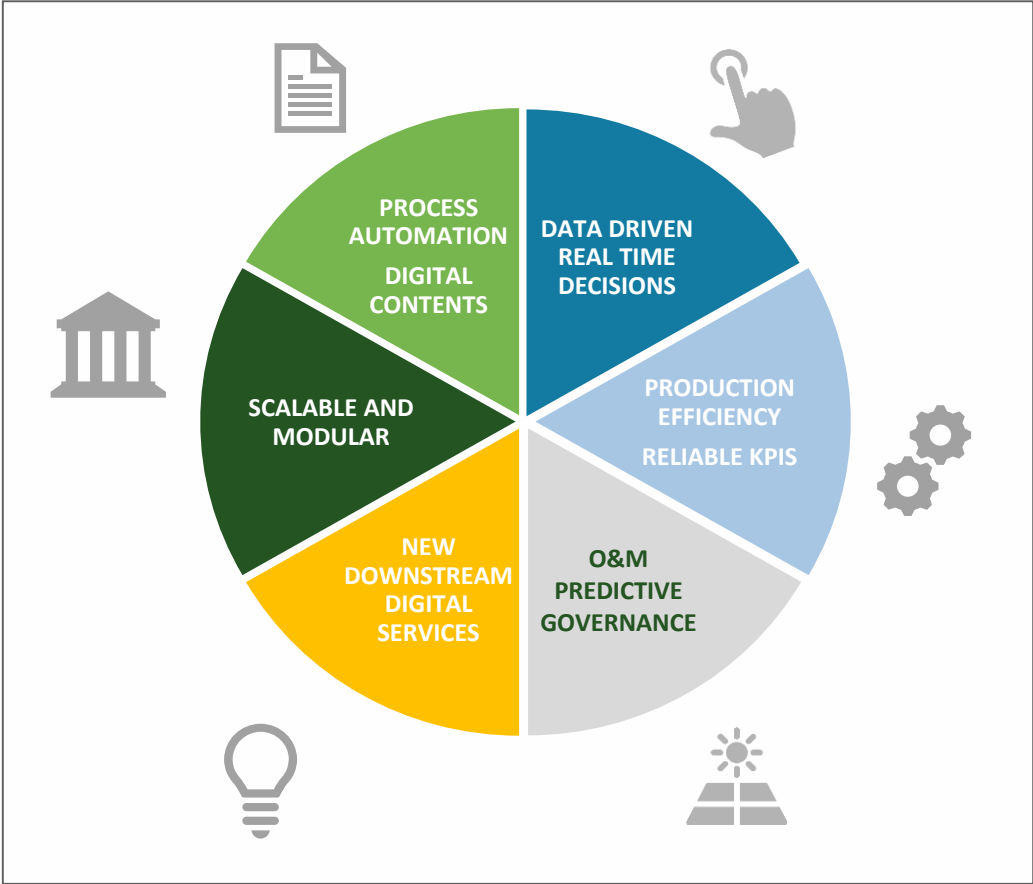 PROCESS
AUTOMATION
DIGITAL
CONTENTS
DATA DRIVEN
REAL TIME
DECISIONS
SCALABLE AND
MODULAR
PRODUCTION
EFFICIENCY
RELIABLE KPIS
NEW
DOWNSTREAM
DIGITAL
SERVICES
O&M
PREDICTIVE
GOVERNANCE